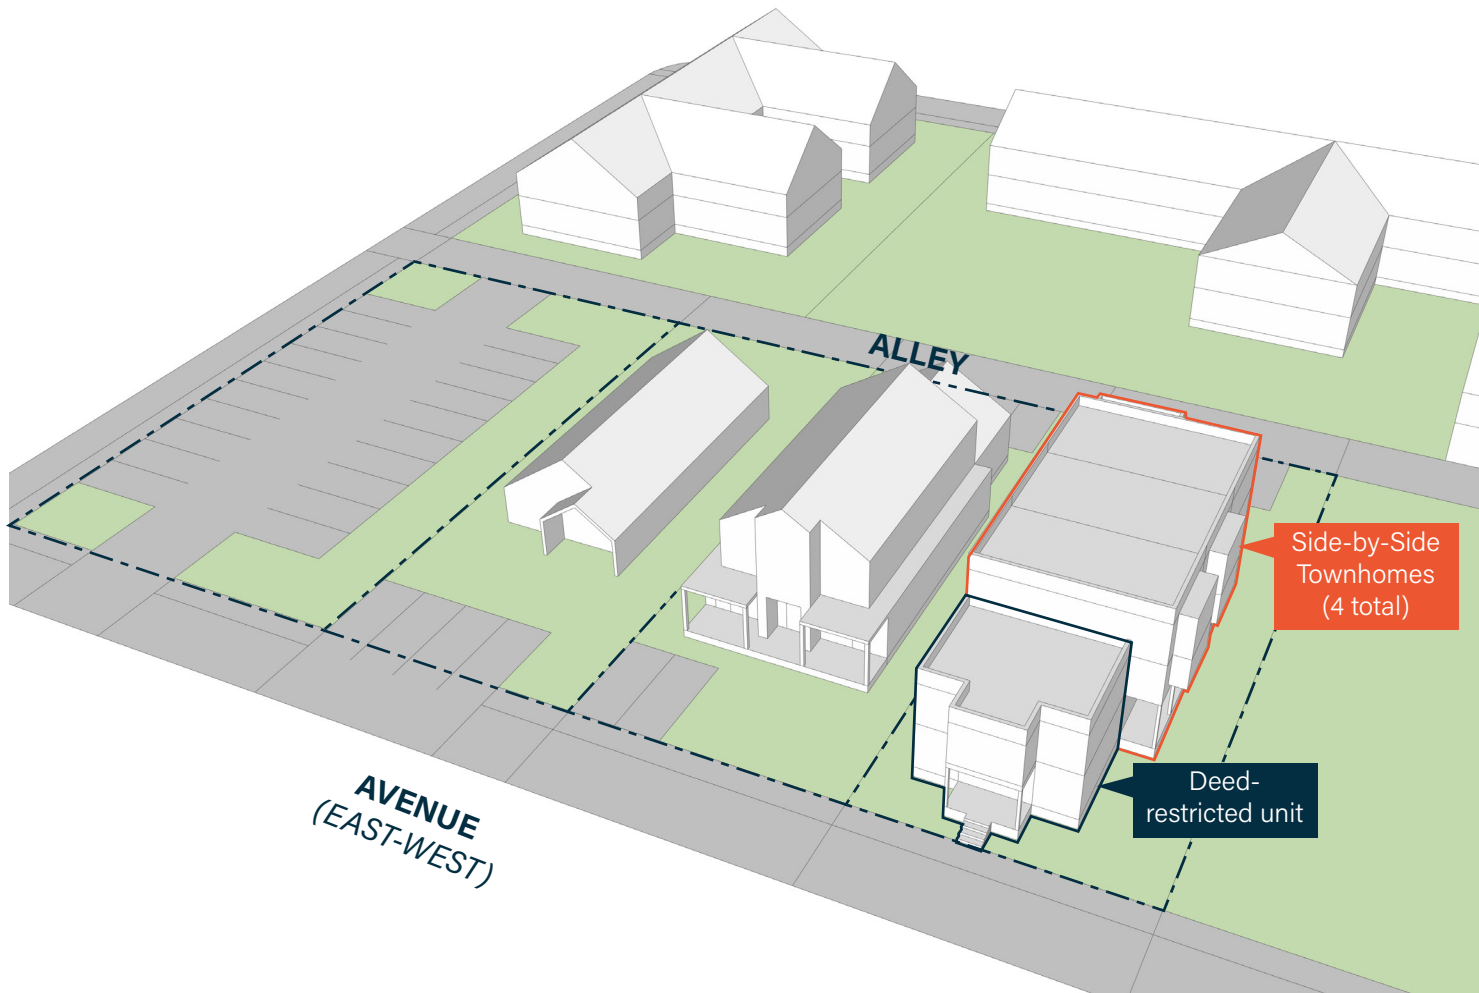 ALLEY
Side-by-Side
Townhomes
(4 total)
Deed-
restricted unit
AVENUE
(EAST-WEST)